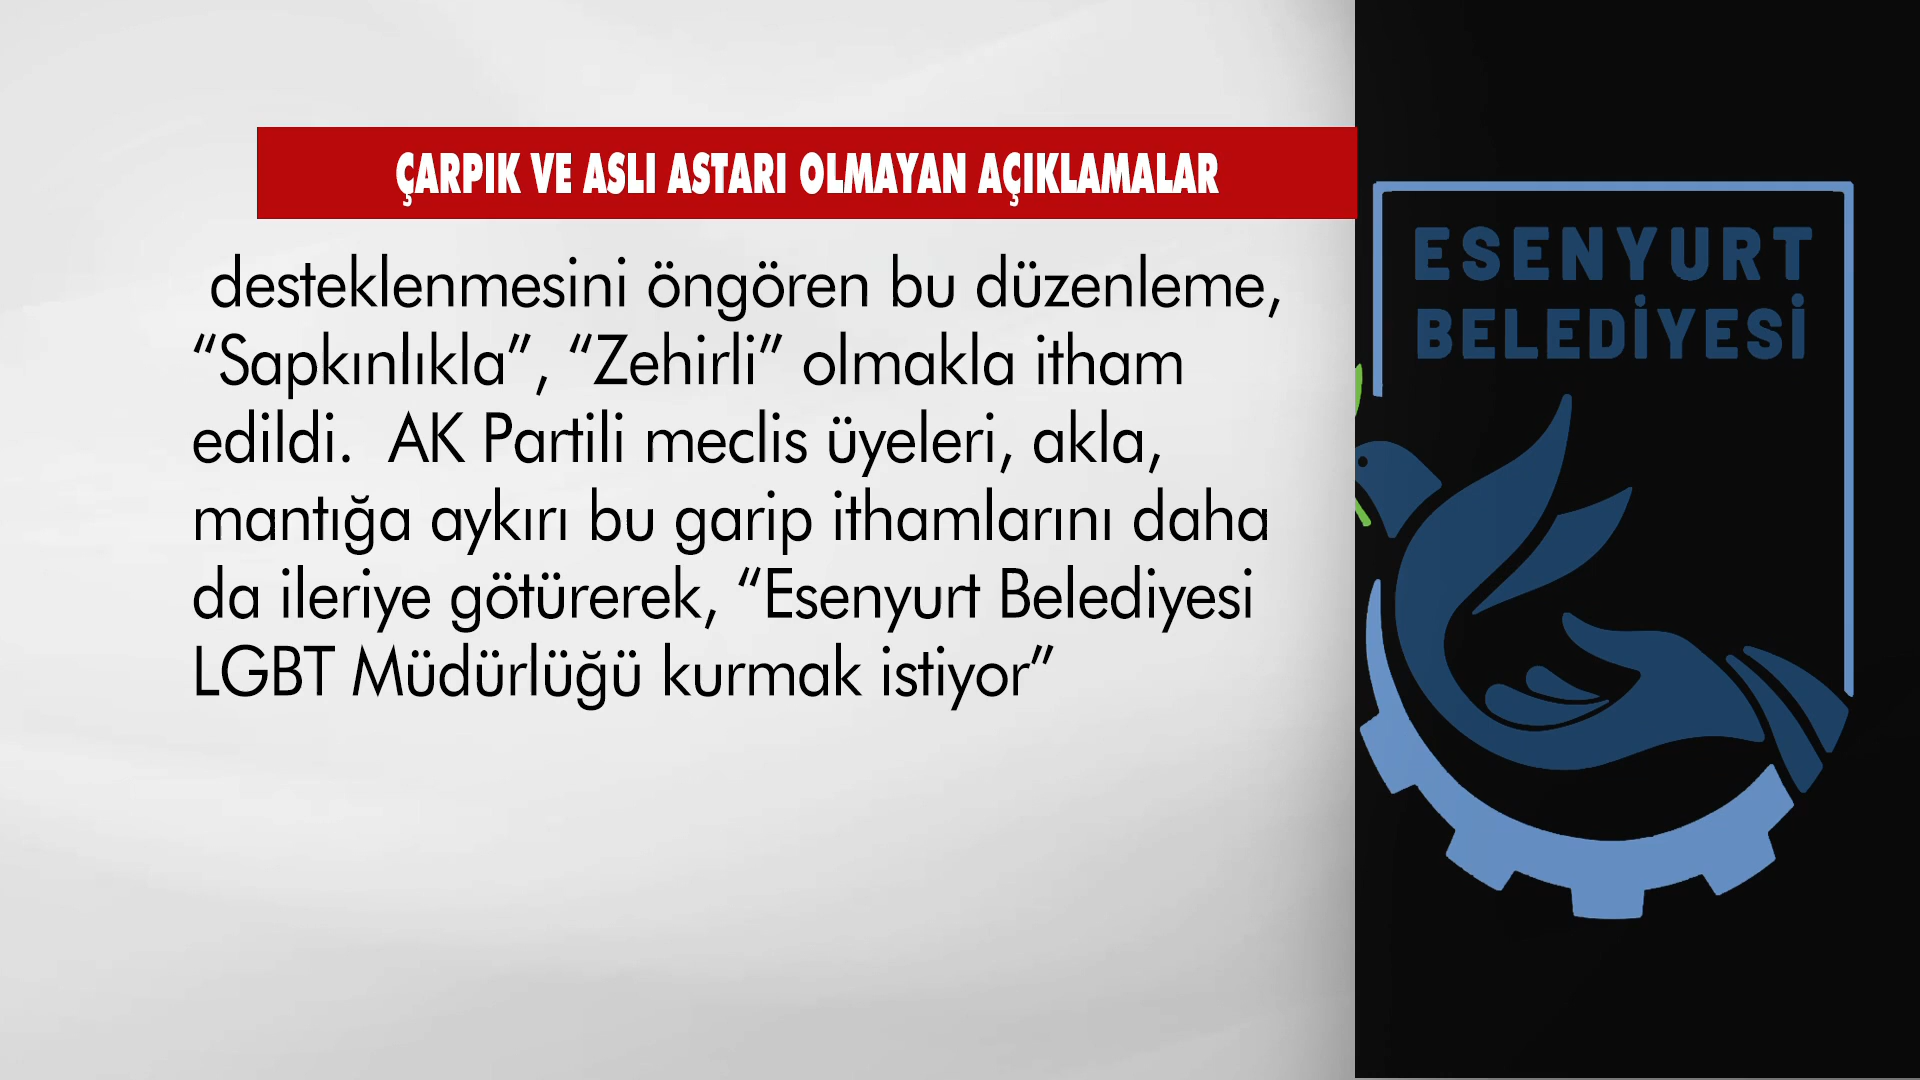 ÇARPIK VE ASLI ASTARI OLMAYAN AÇIKLAMALAR
desteklenmesini öngören bu düzenleme,
“Sapkınlıkla”, “Zehirli” olmakla itham
edildi. AK Partili meclis üyeleri, akla,
mantığa aykırı bu garip ithamlarını daha
da ileriye götürerek, “Esenyurt Belediyesi
LGBT Müdürlüğü kurmak istiyor”
ESENYURT
BELEDİYESİ